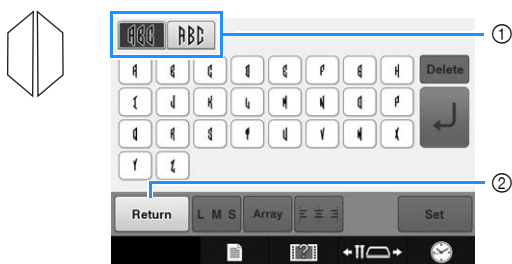 ABC ABC ①
A B C D E F G H Delete
I J K L M N O P
Q R S T U V W X
Y Z
②
Return L M S Array Set
?